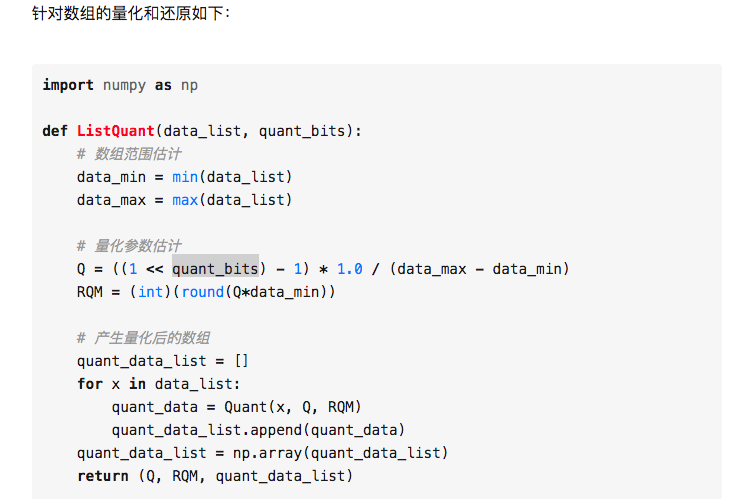 针对数组的量化和还原如下：
import numpy as np
def ListQuant(data_list, quant_bits):
    # 数组范围估计
    data_min = min(data_list)
    data_max = max(data_list)
    # 量化参数估计
    Q = ((1 << quant_bits) - 1) * 1.0 / (data_max - data_min)
    RQM = (int)(round(Q*data_min))
    # 产生量化后的数组
    quant_data_list = []
    for x in data_list:
        quant_data = Quant(x, Q, RQM)
        quant_data_list.append(quant_data)
    quant_data_list = np.array(quant_data_list)
    return (Q, RQM, quant_data_list)